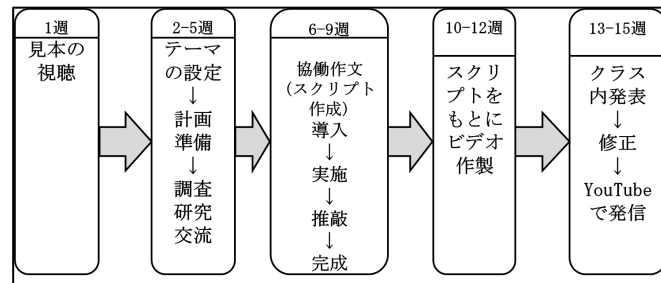 1週
見本の
視聴
2-5週
テーマ
の設定
↓
計画
準備
↓
調査
研究
交流
6-9週
協働作文
(スクリプト
作成)
導入
↓
実施
↓
推敲
↓
完成
10-12週
スクリ
プトを
もとに
ビデオ
作製
13-15週
クラス
内発表
↓
修正
↓
YouTube
で発信